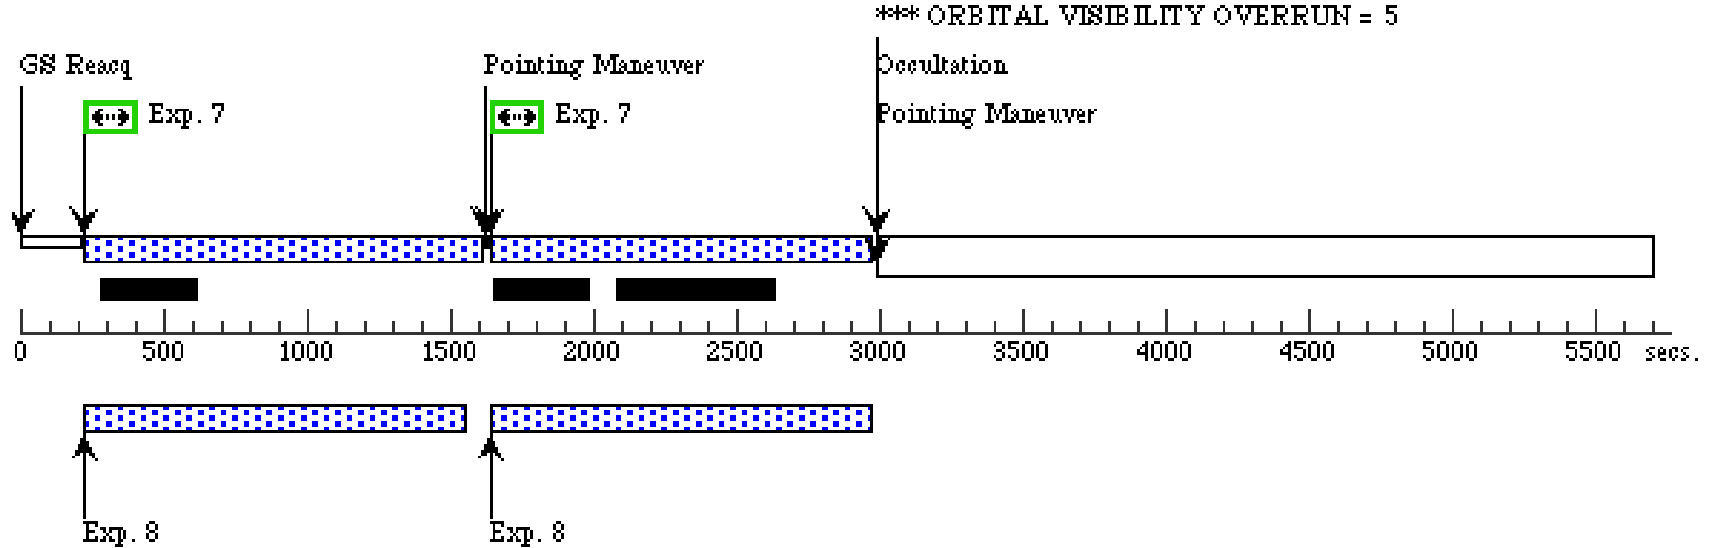 *** ORBITAL VISIBILITY OVERRUN = 5
GS Reacq
Pointing Maneuver
Occultation
Exp. 7
Exp. 7
Pointing Maneuver
0 500 1000 1500 2000 2500 3000 3500 4000 4500 5000 5500 secs.
Exp. 8
Exp. 8